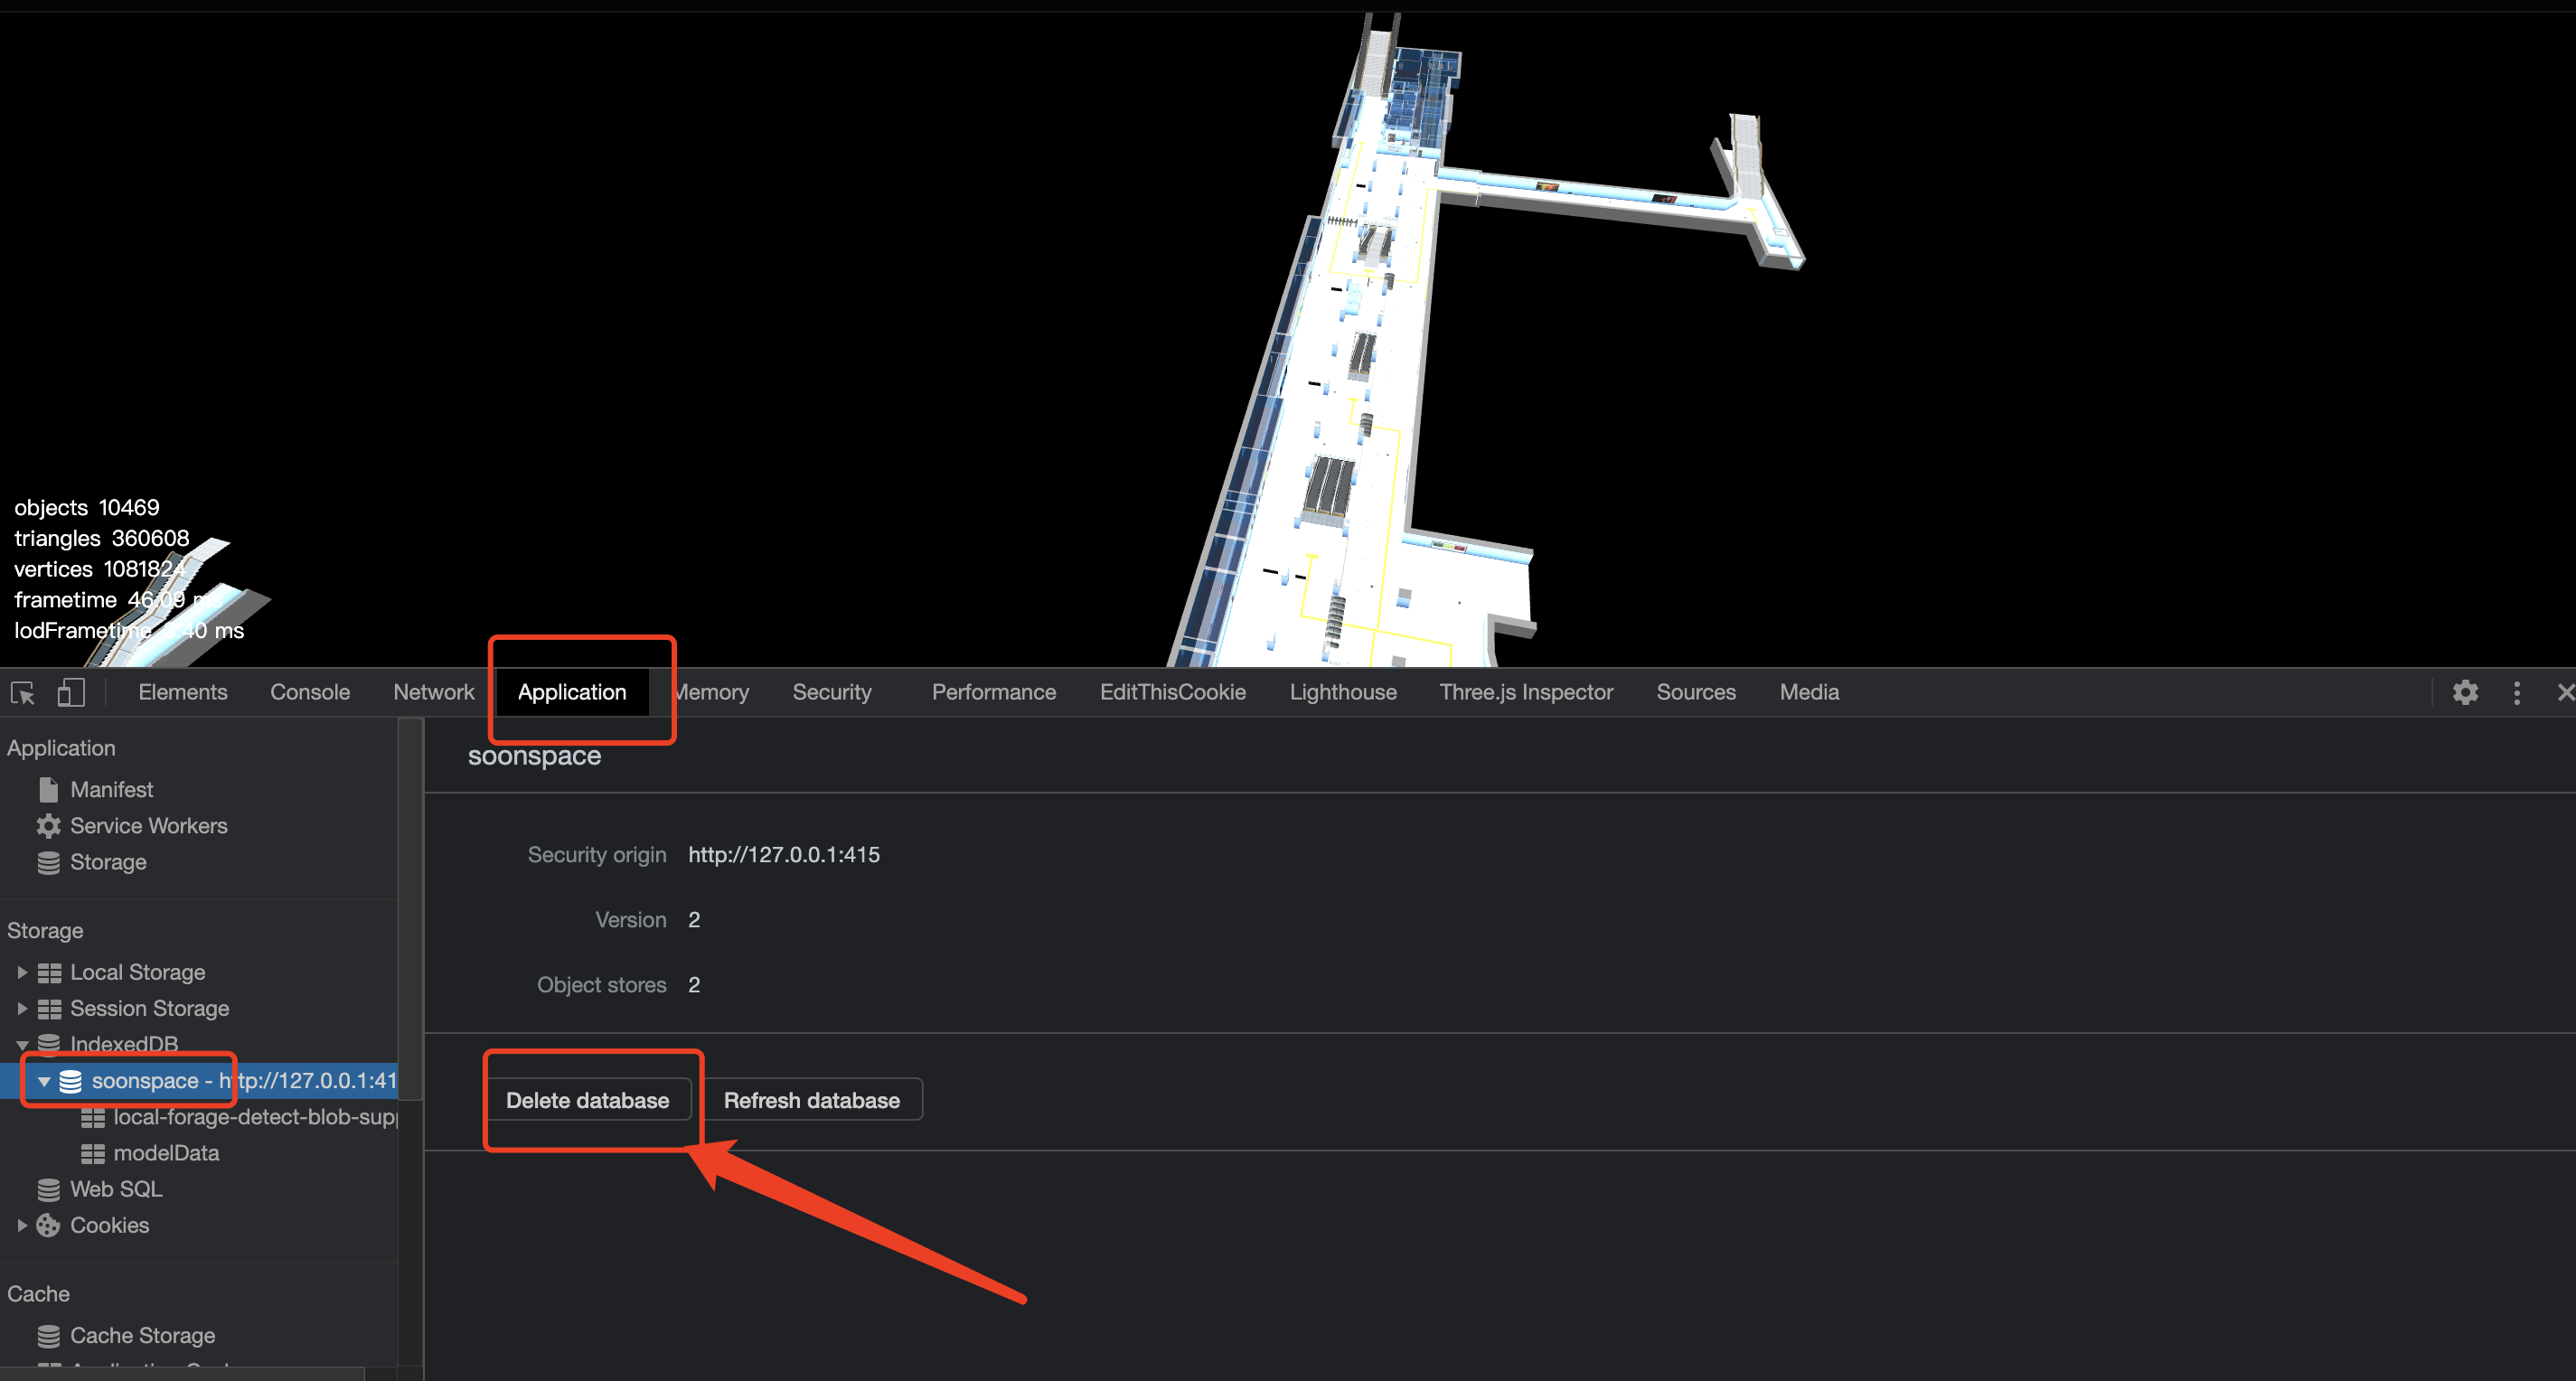 objects 10469
triangles 360608
vertices 1081824
frametime 46.09 ms
lodFrametime 40 ms
Elements Console Network Application Memory Security Performance EditThisCookie Lighthouse Three.js Inspector Sources Media
Application
Manifest
Service Workers
Storage
Storage
Local Storage
Session Storage
IndexedDB
soonspace - http://127.0.0.1:41
local-forage-detect-blob-supp
modelData
Web SQL
Cookies
Cache
Cache Storage
soonspace
Security origin http://127.0.0.1:415
Version 2
Object stores 2
Delete database Refresh database